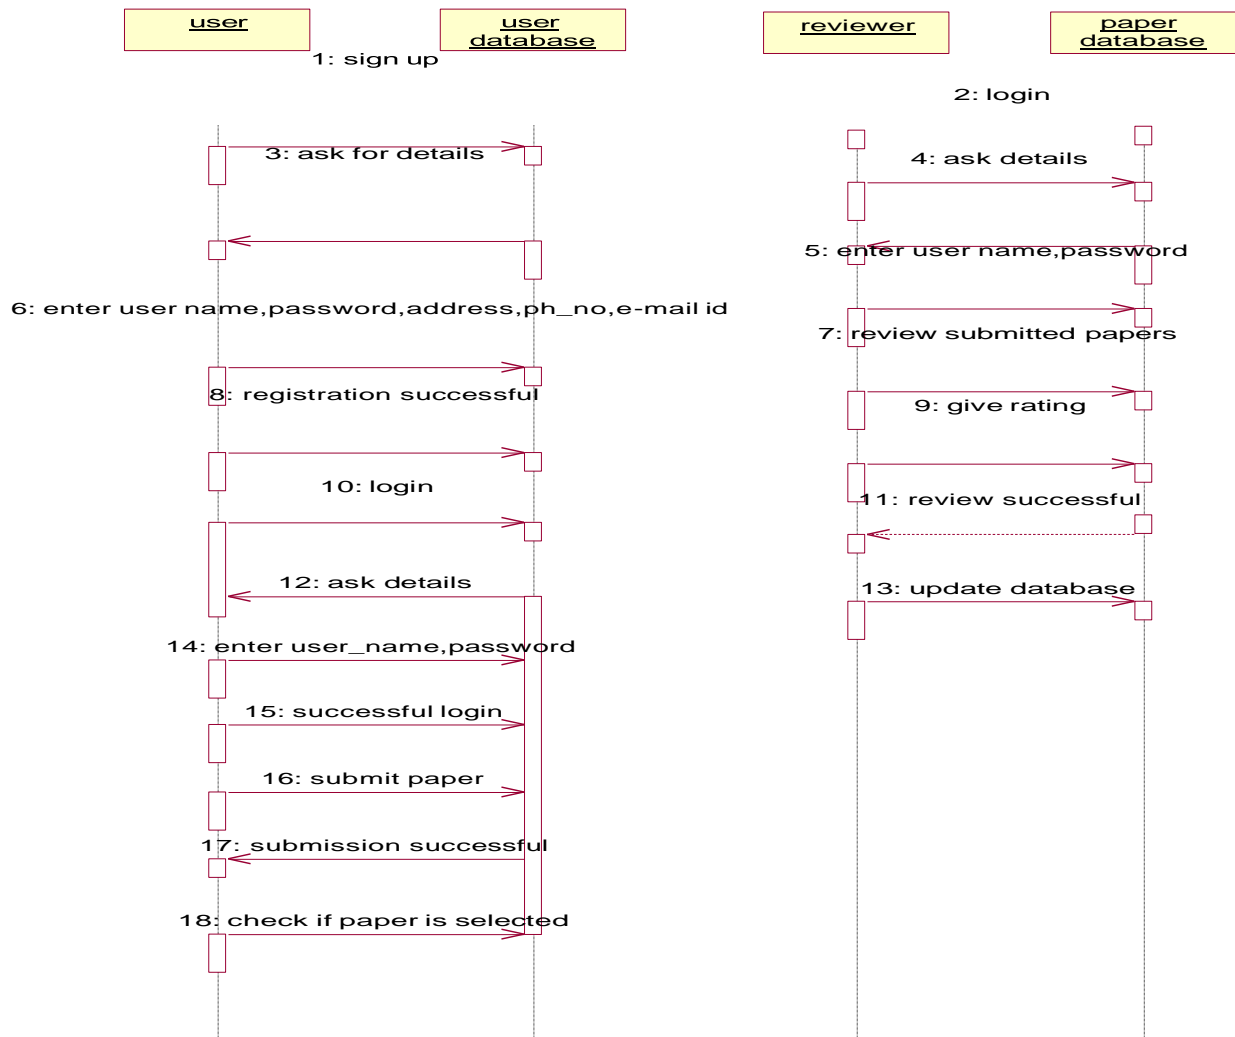 user
user
database
reviewer
paper
database
1: sign up
2: login
3: ask for details
4: ask details
5: enter user name,password
6: enter user name,password,address,ph_no,e-mail id
7: review submitted papers
8: registration successful
9: give rating
10: login
11: review successful
12: ask details
13: update database
14: enter user_name,password
15: successful login
16: submit paper
17: submission successful
18: check if paper is selected